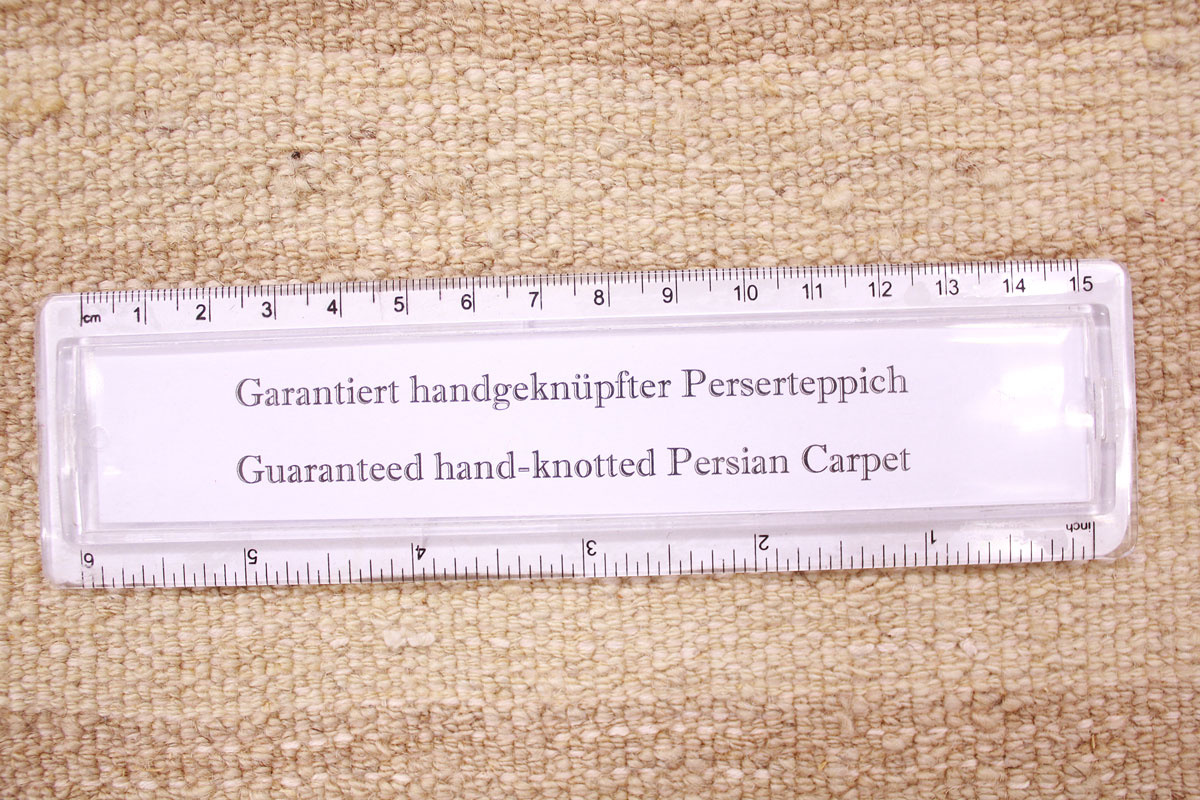 cm 1 2 3 4 5 6 7 8 9 10 11 12 13 14 15
Garantiert handgeknüpfter Perserteppich
Guaranteed hand-knotted Persian Carpet
6 5 4 3 2 1 inch